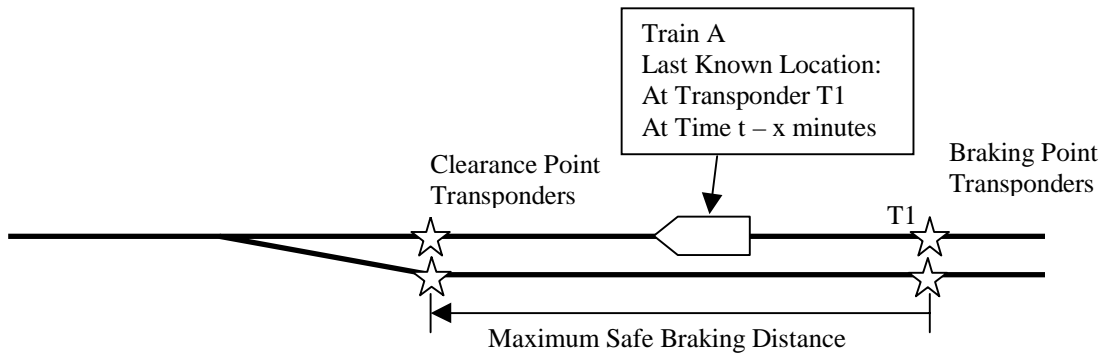 Train A
Last Known Location:
At Transponder T1
At Time t – x minutes
Clearance Point
Transponders
Braking Point
Transponders
T1
Maximum Safe Braking Distance